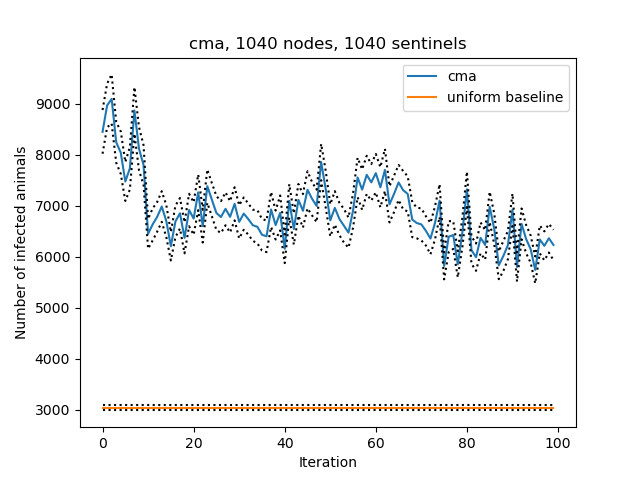 cma, 1040 nodes, 1040 sentinels
cma
uniform baseline
Number of infected animals
9000
8000
7000
6000
5000
4000
3000
0 20 40 60 80 100
Iteration